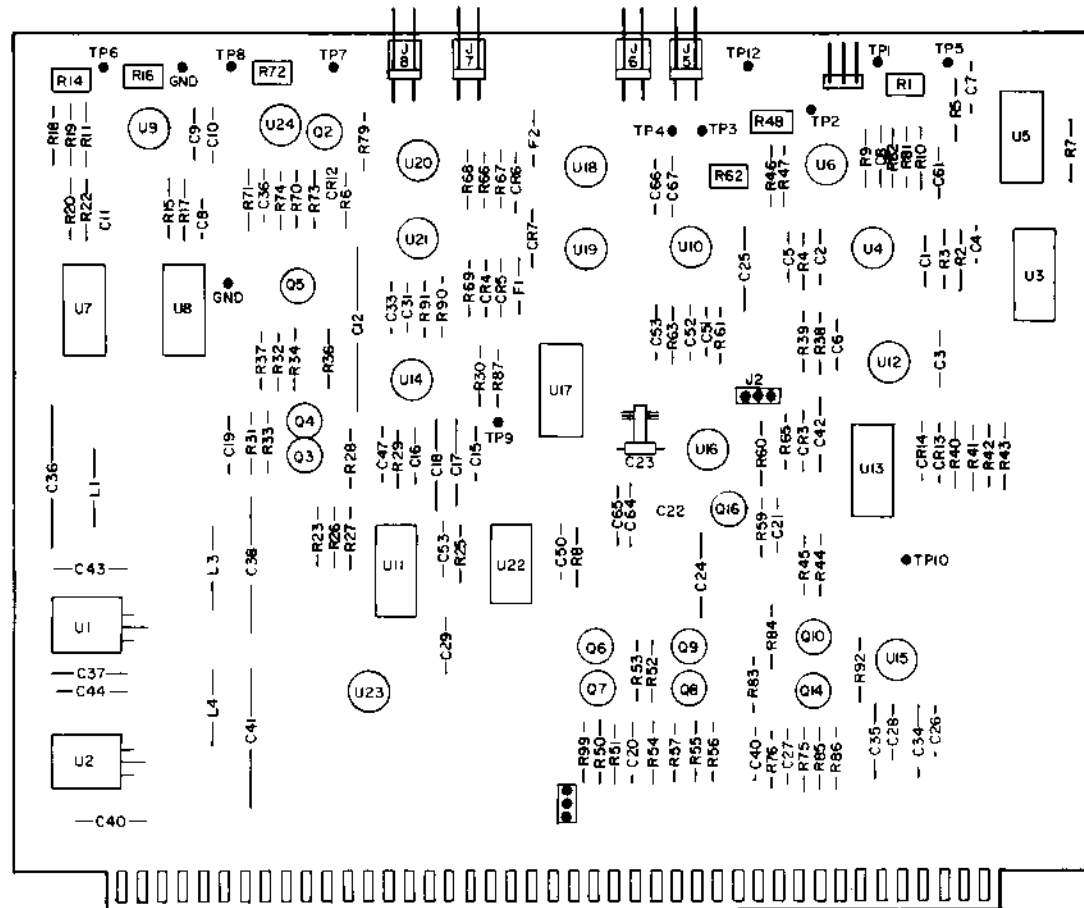 J8
J7
J6
J5
TP6
TP8
TP7
TP12
TP1
TP5
R14
R16
GND
R72
R1
C7
R18
R19
R11
U9
C9
C10
U24
Q2
R79
F2
TP4
TP3
R48
TP2
R5
U5
R7
U20
U18
U6
R9
C8
R82
R81
R10
C61
R20
R22
C11
R15
R17
C8
R71
C36
R74
R70
R73
CR12
R6
R68
R66
R67
CR6
C66
C67
R62
R46
R47
U21
CR7
U19
U10
C25
C5
R4
C2
U4
C1
R3
R2
C4
U3
U7
U8
GND
Q5
C12
C33
C31
R91
R90
R69
CR4
CR5
F1
C53
R63
C52
C51
R61
R39
R38
C6
U12
C3
R37
R32
R34
R36
U14
R30
R87
U17
J2
C36
L1
C19
R31
R33
Q4
Q3
R28
C47
R29
C16
C18
C17
C15
TP9
C23
U16
R60
R65
CR3
C42
U13
CR14
CR13
R40
R41
R42
R43
C65
C64
C22
Q16
R59
C21
C43
L3
C38
R23
R26
R27
U11
C53
R25
U22
C50
R8
C24
R45
R44
TP10
U1
C29
Q6
R53
R52
Q9
R84
Q10
R92
U15
C37
C44
L4
C41
U23
Q7
Q8
R83
Q14
U2
R99
R50
R51
C20
R54
R57
R55
R56
C40
R76
C27
R75
R85
R86
C35
C28
C34
C26
C40